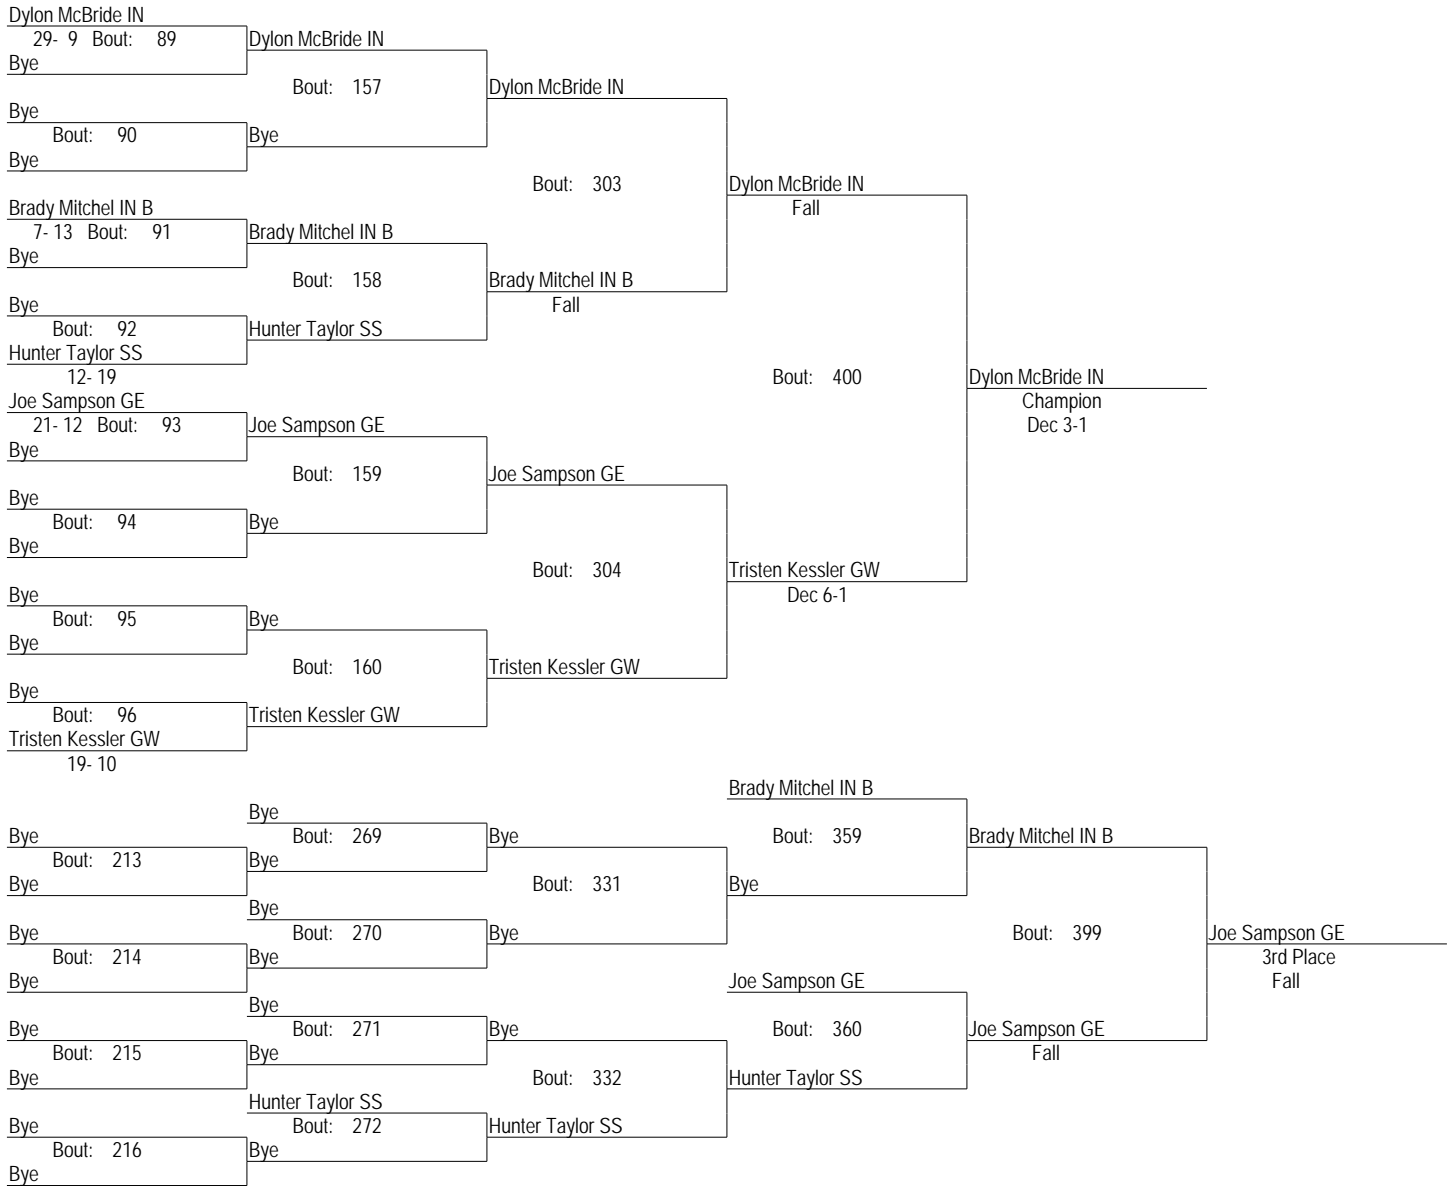 Dylon McBride IN
29- 9 Bout: 89 Dylon McBride IN
Bye
Bout: 157 Dylon McBride IN
Bye
Bout: 90 Bye
Bye
Bout: 303 Dylon McBride IN
Brady Mitchel IN B Fall
7- 13 Bout: 91 Brady Mitchel IN B
Bye
Bout: 158 Brady Mitchel IN B
Bye Fall
Bout: 92 Hunter Taylor SS
Hunter Taylor SS
12- 19 Bout: 400 Dylon McBride IN
Joe Sampson GE Champion
21- 12 Bout: 93 Joe Sampson GE Dec 3-1
Bye
Bout: 159 Joe Sampson GE
Bye
Bout: 94 Bye
Bye
Bout: 304 Tristen Kessler GW
Bye Dec 6-1
Bout: 95 Bye
Bye
Bout: 160 Tristen Kessler GW
Bye
Bout: 96 Tristen Kessler GW
Tristen Kessler GW
19- 10
Brady Mitchel IN B
Bye
Bye Bout: 269 Bye Bout: 359 Brady Mitchel IN B
Bout: 213 Bye
Bye Bout: 331 Bye
Bye
Bye Bout: 270 Bye Bout: 399 Joe Sampson GE
Bout: 214 Bye 3rd Place
Bye Joe Sampson GE Fall
Bye
Bye Bout: 271 Bye Bout: 360 Joe Sampson GE
Bout: 215 Bye Fall
Bye Bout: 332 Hunter Taylor SS
Hunter Taylor SS
Bye Bout: 272 Hunter Taylor SS
Bout: 216 Bye
Bye